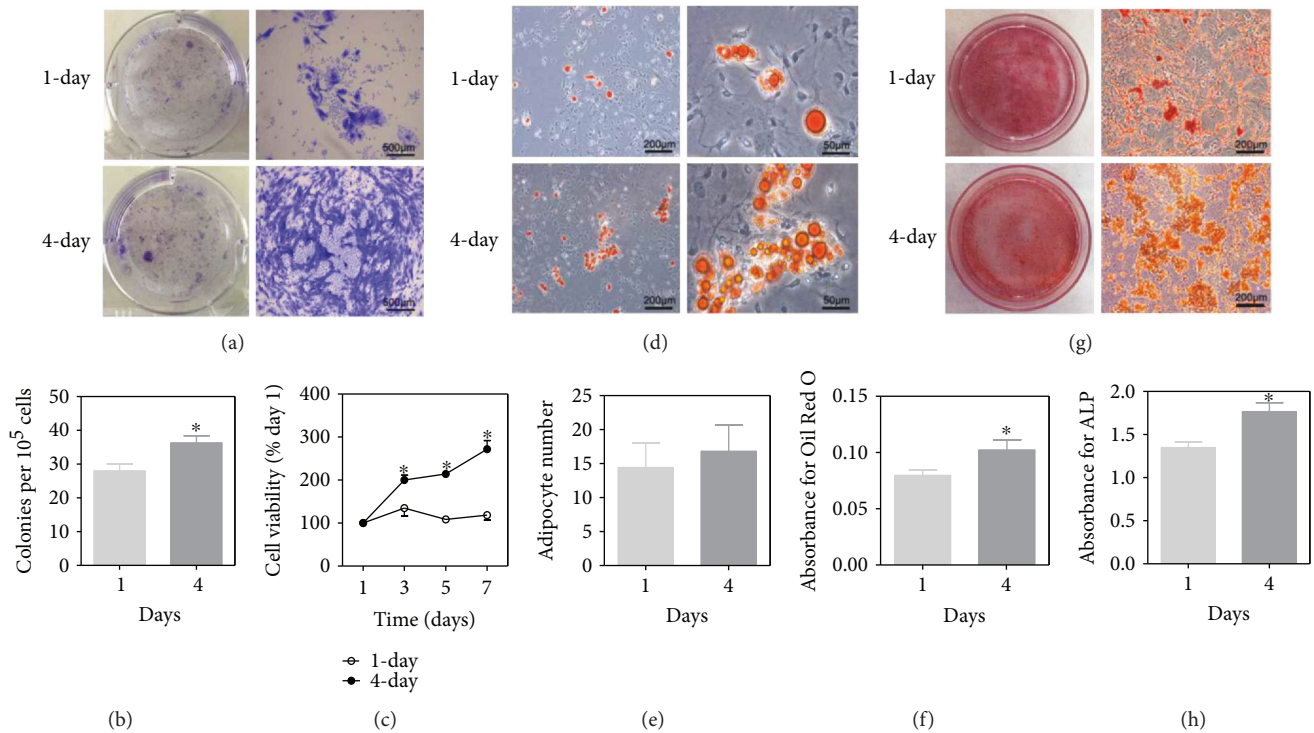 1-day
500µm
4-day
500µm
(a)
1-day
200µm
50µm
4-day
200µm
50µm
(d)
1-day
200µm
4-day
200µm
(g)
Colonies per 10⁵ cells
50
40
30
20
10
0
*
1 4
Days
(b)
Cell viability (% day 1)
400
300
200
100
0
* * *
1 3 5 7
Time (days)
1-day
4-day
(c)
Adipocyte number
25
20
15
10
5
0
1 4
Days
(e)
Absorbance for Oil Red O
0.15
0.10
0.05
0.00
*
1 4
Days
(f)
Absorbance for ALP
2.0
1.5
1.0
0.5
0.0
*
1 4
Days
(h)